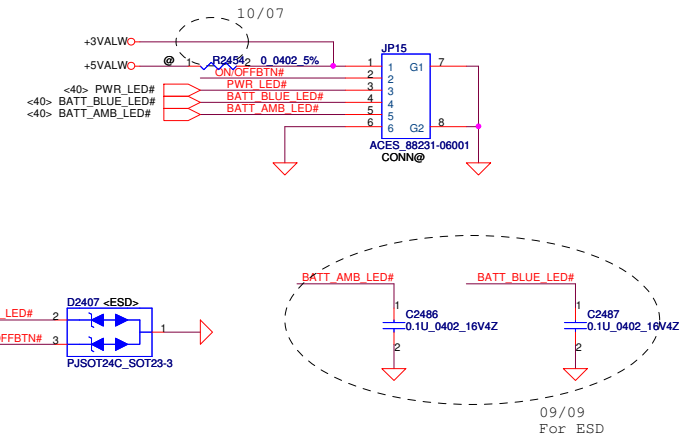 10/07
+3VALW
JP15
+5VALW @ 1 R2454 2 0_0402_5% 1 1 G1 7
ON/OFFBTN# 2 2
<40> PWR_LED# PWR_LED# 3 3
<40> BATT_BLUE_LED# BATT_BLUE_LED# 4 4
<40> BATT_AMB_LED# BATT_AMB_LED# 5 5
6 6 G2 8
ACES_88231-06001
CONN@
BATT_AMB_LED# BATT_BLUE_LED#
D2407 <ESD>
_LED# 2 1 C2486 1 C2487
0.1U_0402_16V4Z 0.1U_0402_16V4Z
1
FFBTN# 3 2 2
PJSOT24C_SOT23-3
09/09
For ESD